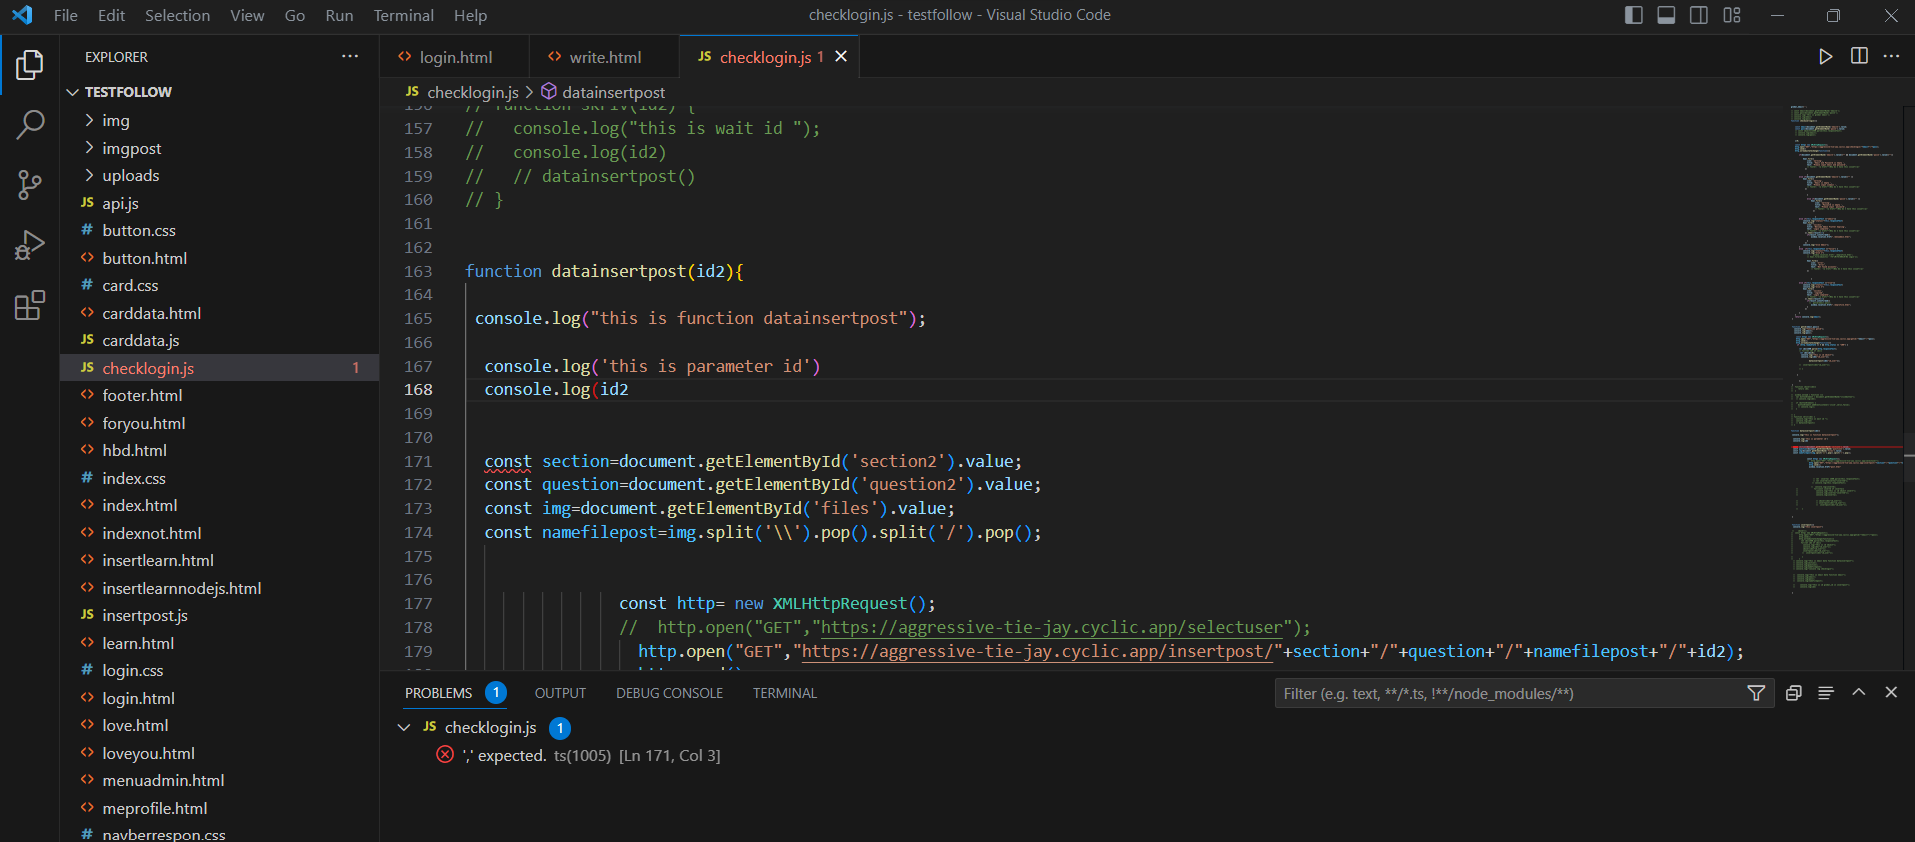 File Edit Selection View Go Run Terminal Help checklogin.js - testfollow - Visual Studio Code
EXPLORER
TESTFOLLOW
img
imgpost
uploads
JS api.js
# button.css
<> button.html
# card.css
<> carddata.html
JS carddata.js
JS checklogin.js 1
<> footer.html
<> foryou.html
<> hbd.html
# index.css
<> index.html
<> indexnot.html
<> insertlearn.html
<> insertlearnnodejs.html
JS insertpost.js
<> learn.html
# login.css
<> login.html
<> love.html
<> loveyou.html
<> menuadmin.html
<> meprofile.html
# navberrespon.css
<> login.html <> write.html JS checklogin.js 1
JS checklogin.js > datainsertpost
157 //   console.log("this is wait id ");
158 //   console.log(id2)
159 //   // datainsertpost()
160 // }
161
162
163 function datainsertpost(id2){
164
165 console.log("this is function datainsertpost");
166
167 console.log('this is parameter id')
168 console.log(id2
169
170
171 const section=document.getElementById('section2').value;
172 const question=document.getElementById('question2').value;
173 const img=document.getElementById('files').value;
174 const namefilepost=img.split('\\').pop().split('/').pop();
175
176
177 const http= new XMLHttpRequest();
178 //  http.open("GET","https://aggressive-tie-jay.cyclic.app/selectuser");
179 http.open("GET","https://aggressive-tie-jay.cyclic.app/insertpost/"+section+"/"+question+"/"+namefilepost+"/"+id2);
PROBLEMS 1 OUTPUT DEBUG CONSOLE TERMINAL Filter (e.g. text, **/*.ts, !**/node_modules/**)
JS checklogin.js 1
',' expected. ts(1005) [Ln 171, Col 3]